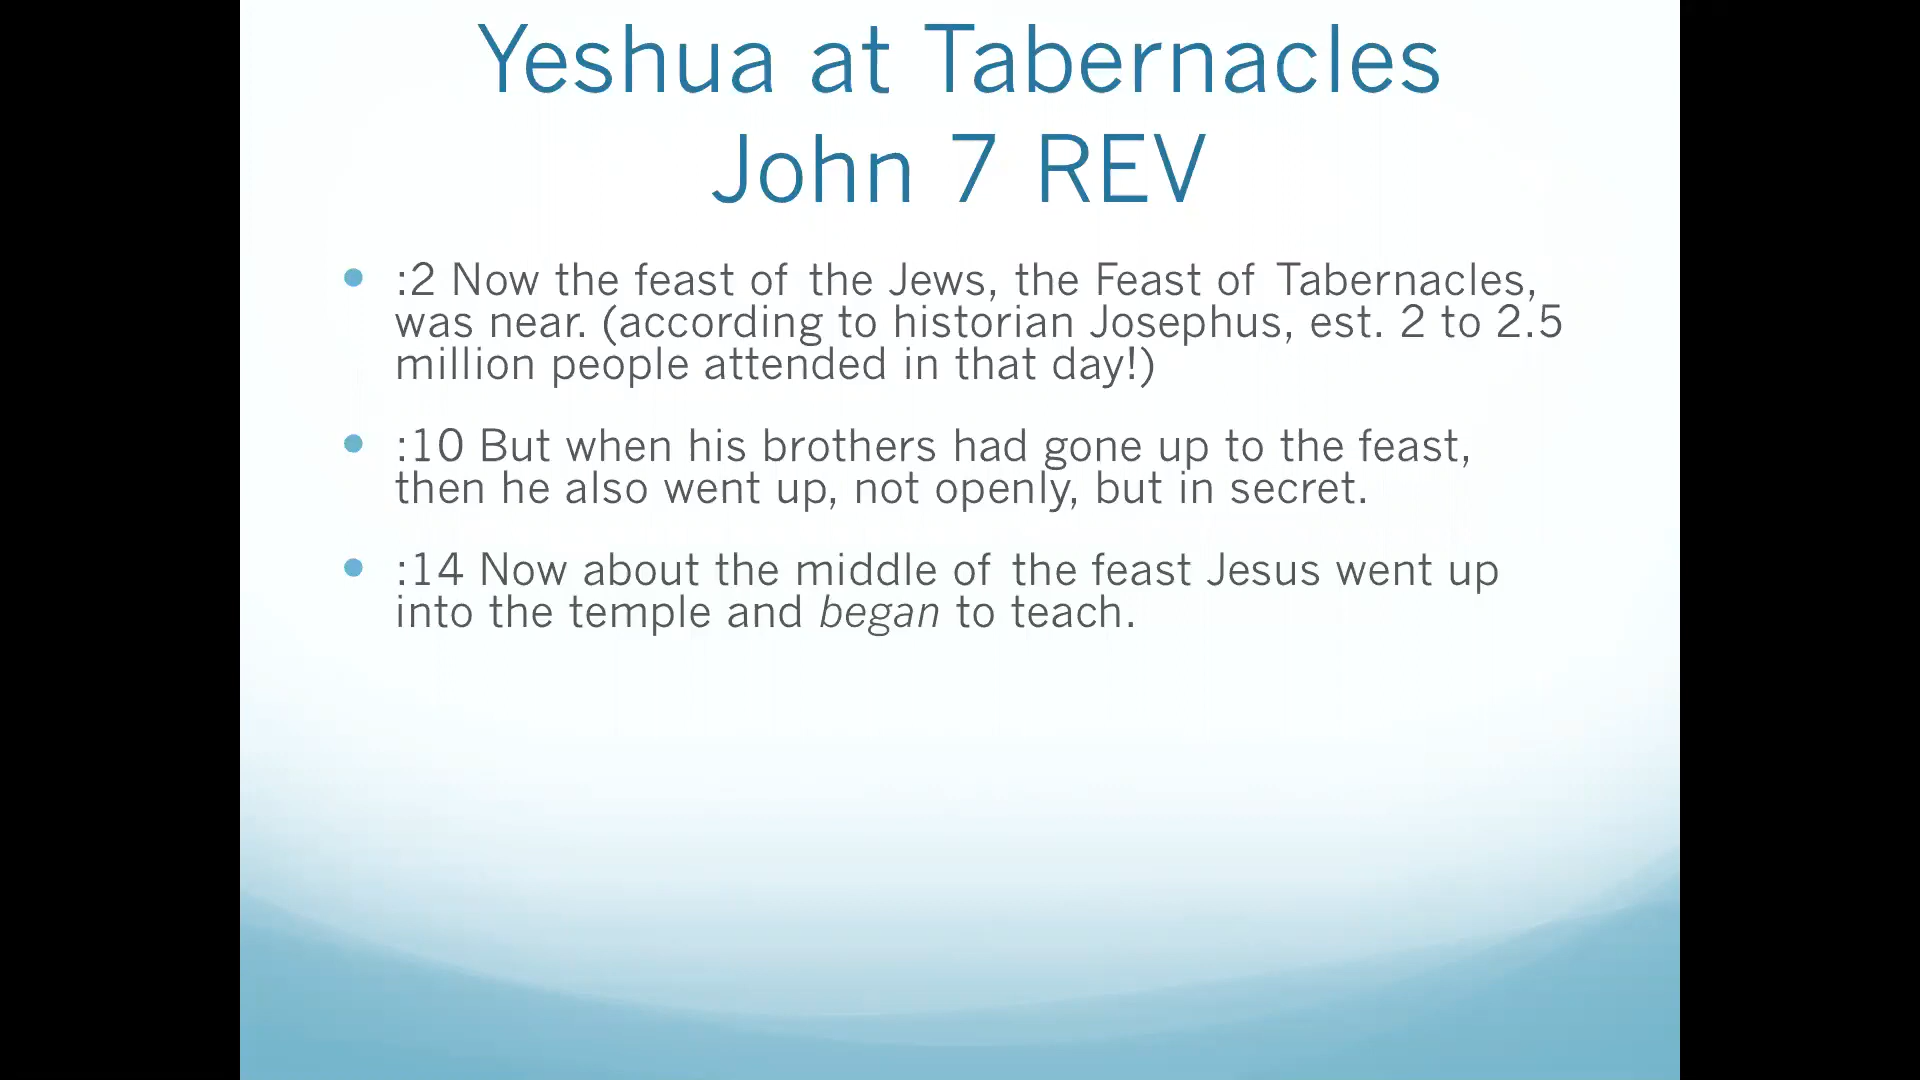 Yeshua at Tabernacles
John 7 REV
• :2 Now the feast of the Jews, the Feast of Tabernacles,
was near. (according to historian Josephus, est. 2 to 2.5
million people attended in that day!)
• :10 But when his brothers had gone up to the feast,
then he also went up, not openly, but in secret.
• :14 Now about the middle of the feast Jesus went up
into the temple and began to teach.